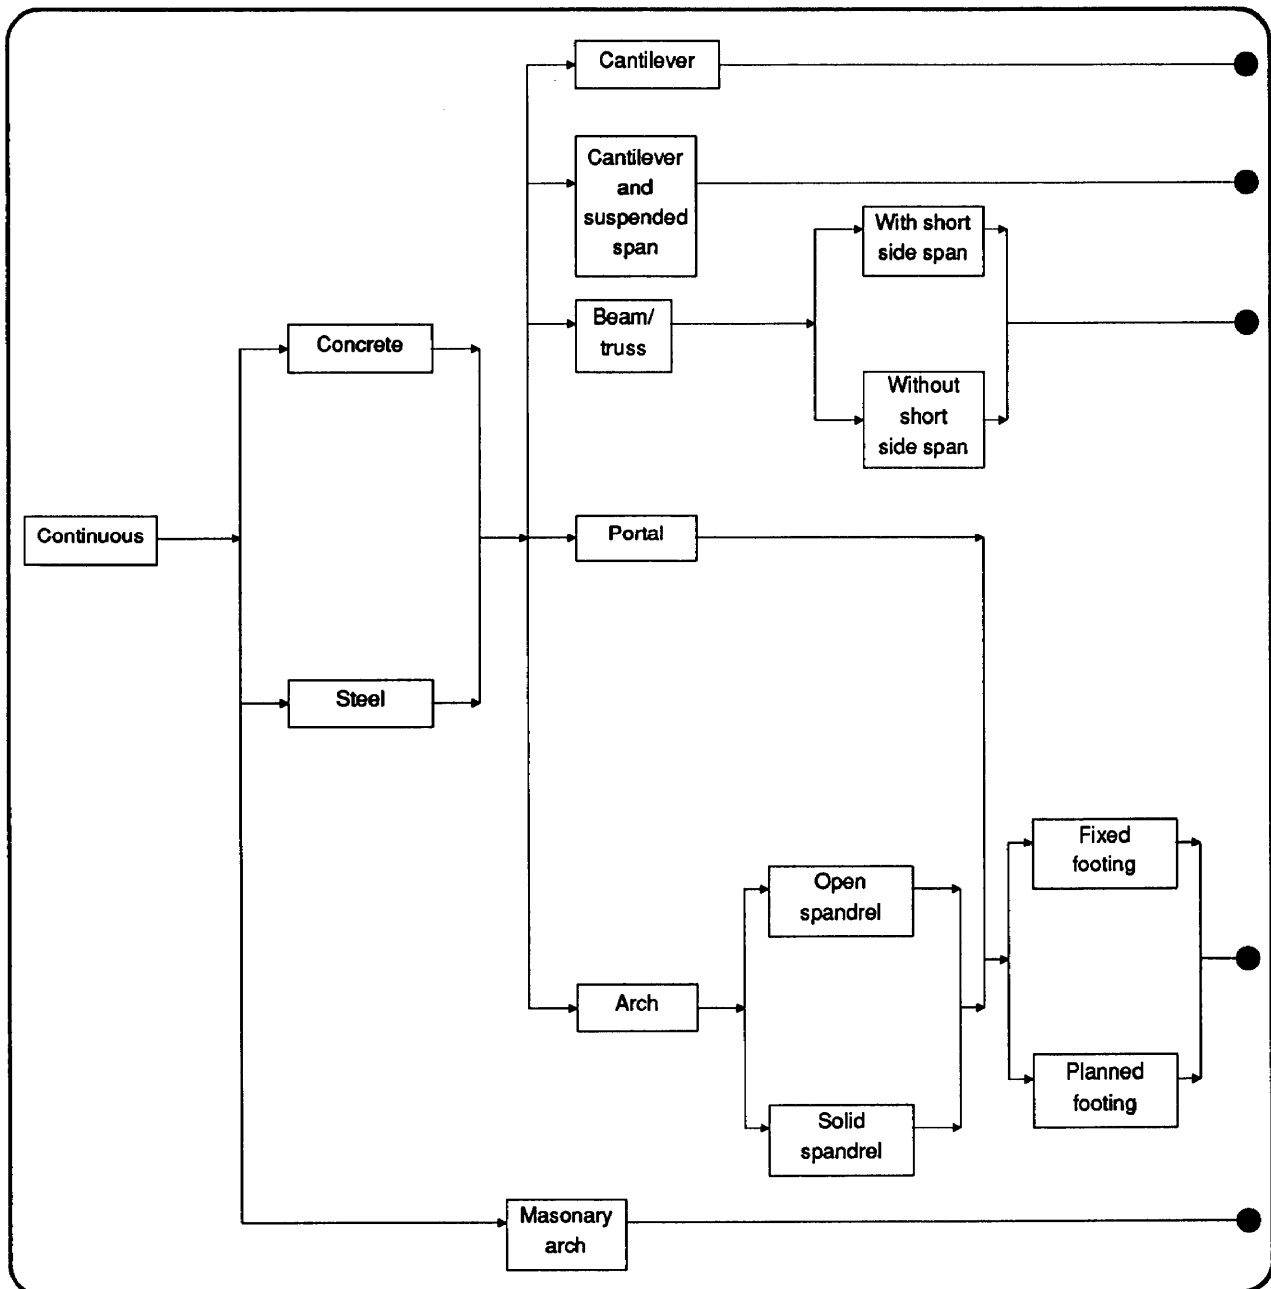 Cantilever
Cantilever
and
suspended
span
With short
side span
Beam/
truss
Concrete
Without
short
side span
Continuous
Portal
Steel
Fixed
footing
Open
spandrel
Arch
Planned
footing
Solid
spandrel
Masonary
arch